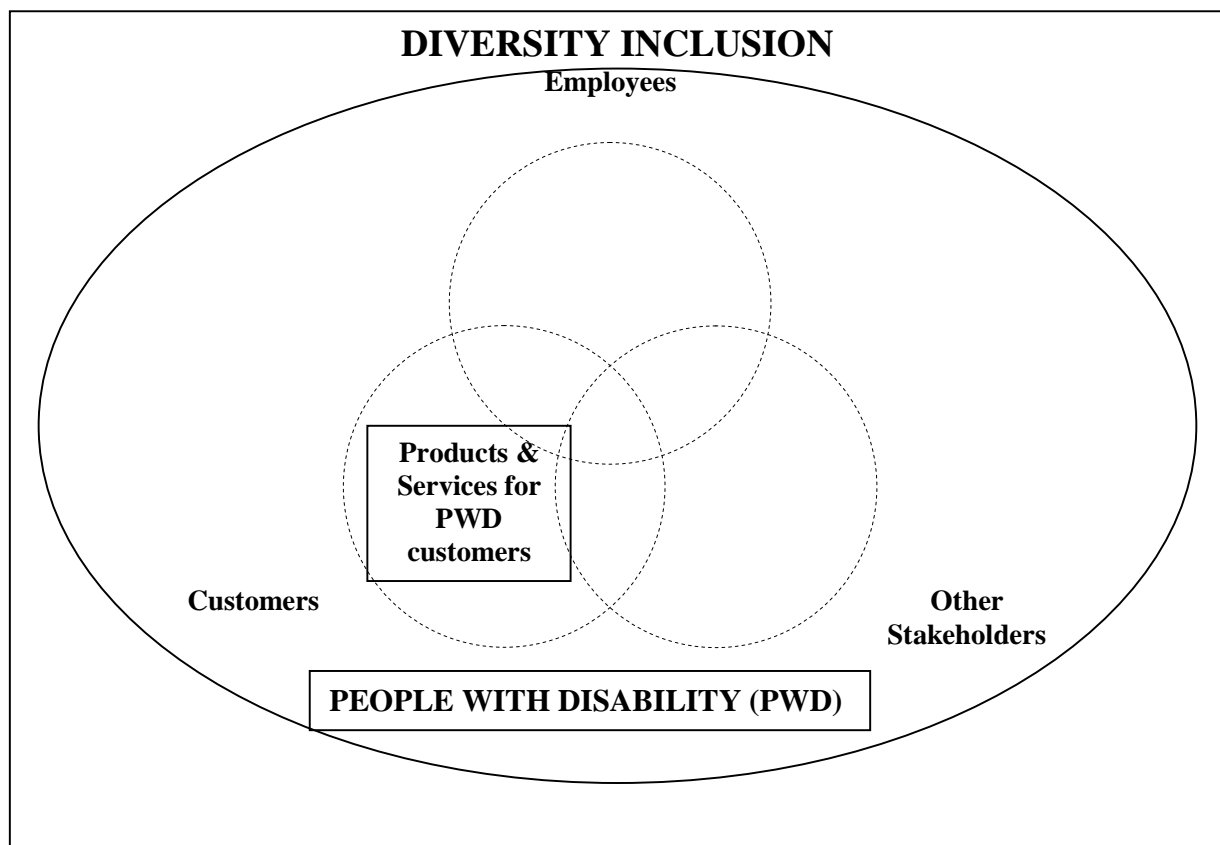 DIVERSITY INCLUSION
Employees
Products &
Services for
PWD
customers
Customers
Other
Stakeholders
PEOPLE WITH DISABILITY (PWD)